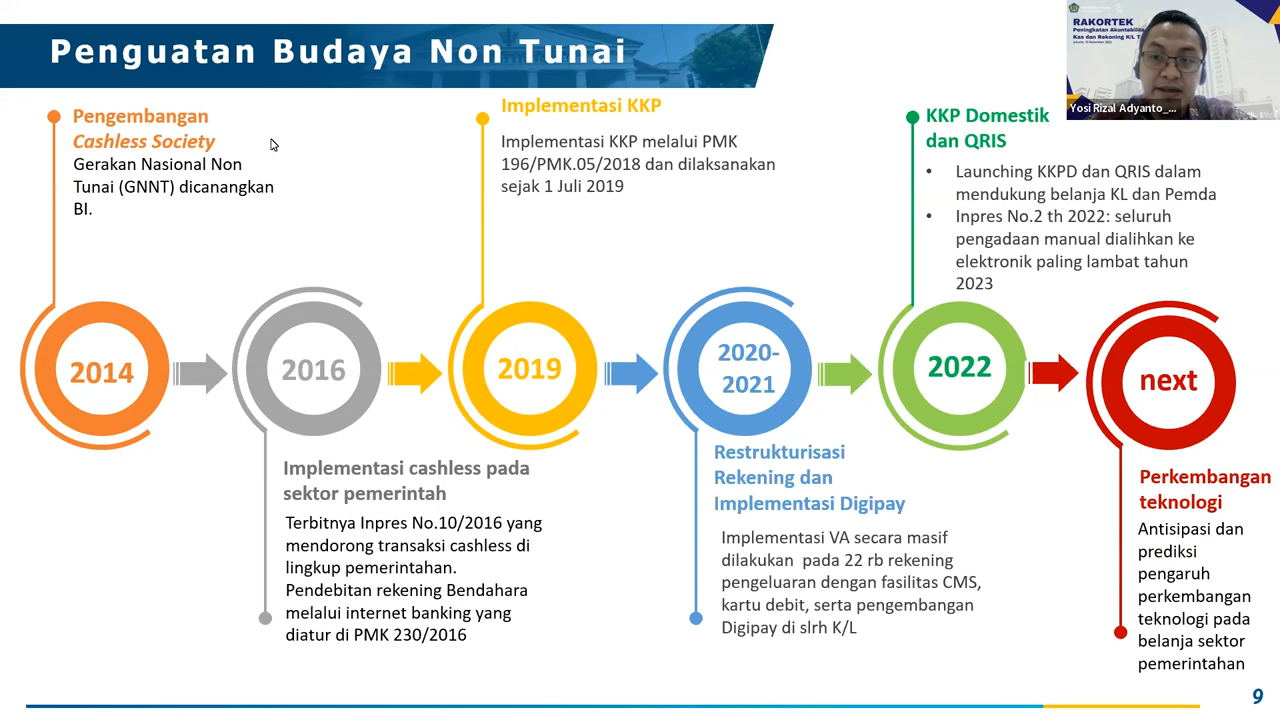 Penguatan Budaya Non Tunai
RAKORTEK
Peningkatan Akuntabilita
Kas dan Rekening K/L T
Yosi Rizal Adyanto_...
Pengembangan
Cashless Society
Gerakan Nasional Non
Tunai (GNNT) dicanangkan
BI.
Implementasi KKP
Implementasi KKP melalui PMK
196/PMK.05/2018 dan dilaksanakan
sejak 1 Juli 2019
KKP Domestik
dan QRIS
• Launching KKPD dan QRIS dalam
mendukung belanja KL dan Pemda
• Inpres No.2 th 2022: seluruh
pengadaan manual dialihkan ke
elektronik paling lambat tahun
2023
2014
2016
2019
2020-
2021
2022
next
Implementasi cashless pada
sektor pemerintah
Terbitnya Inpres No.10/2016 yang
mendorong transaksi cashless di
lingkup pemerintahan.
Pendebitan rekening Bendahara
melalui internet banking yang
diatur di PMK 230/2016
Restrukturisasi
Rekening dan
Implementasi Digipay
Implementasi VA secara masif
dilakukan pada 22 rb rekening
pengeluaran dengan fasilitas CMS,
kartu debit, serta pengembangan
Digipay di slrh K/L
Perkembangan
teknologi
Antisipasi dan
prediksi
pengaruh
perkembangan
teknologi pada
belanja sektor
pemerintahan
9